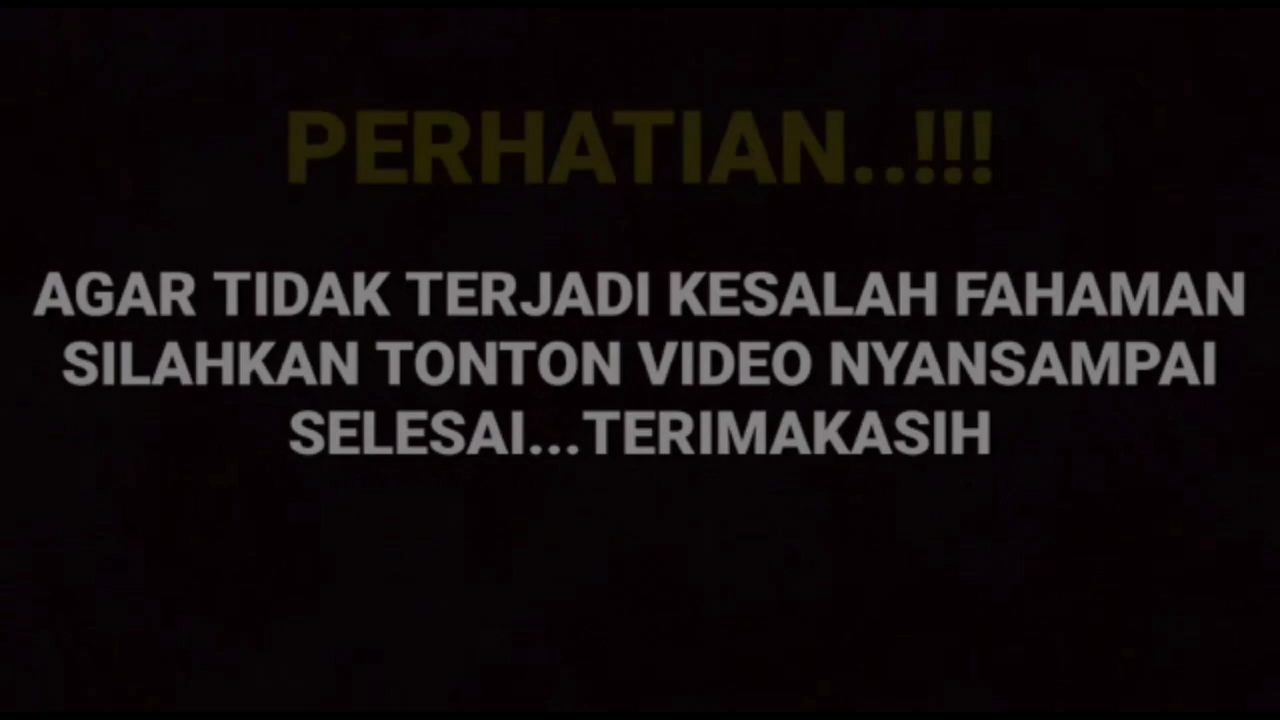 PERHATIAN..!!!
AGAR TIDAK TERJADI KESALAH FAHAMAN
SILAHKAN TONTON VIDEO NYANSAMPAI
SELESAI...TERIMAKASIH